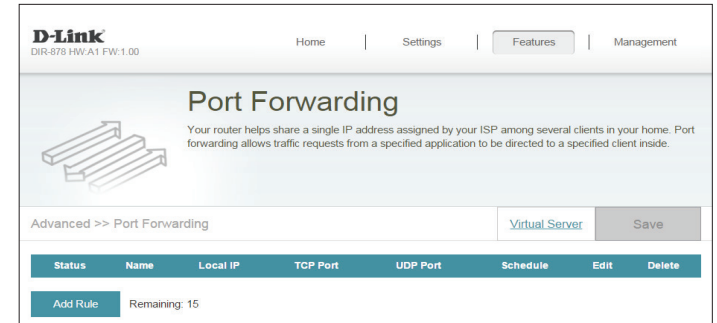 D-Link
DIR-878 HW:A1 FW:1.00
Home | Settings | Features | Management
Port Forwarding
Your router helps share a single IP address assigned by your ISP among several clients in your home. Port
forwarding allows traffic requests from a specified application to be directed to a specified client inside.
Advanced >> Port Forwarding
Virtual Server
Save
Status Name Local IP TCP Port UDP Port Schedule Edit Delete
Add Rule Remaining: 15